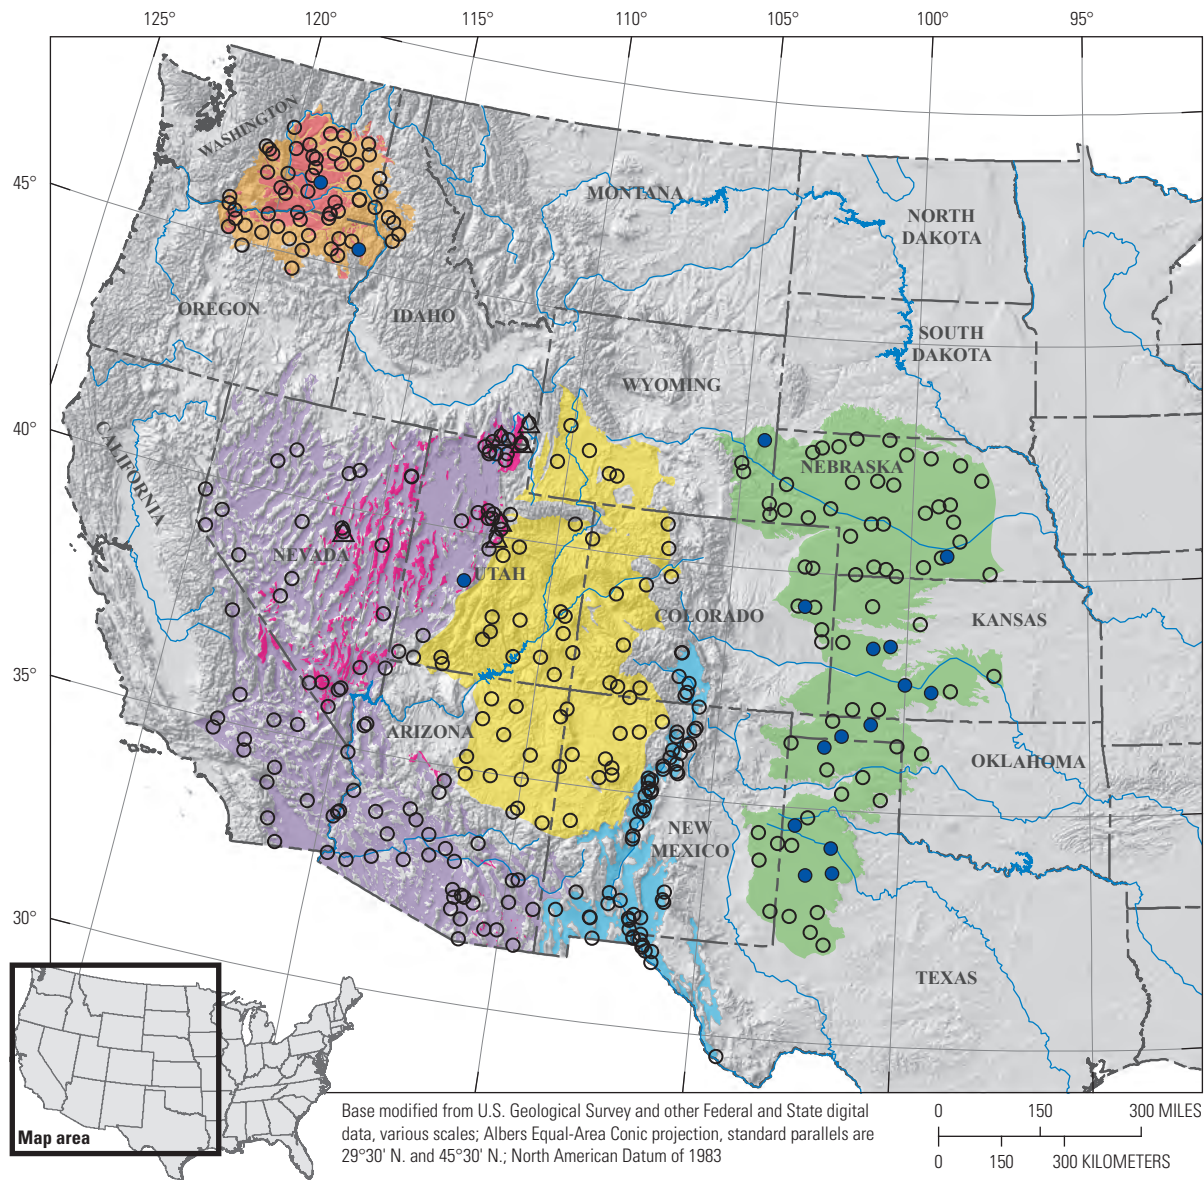 125° 120° 115° 110° 105° 100° 95°
45°
40°
35°
30°
WASHINGTON
MONTANA
NORTH
DAKOTA
OREGON
IDAHO
SOUTH
DAKOTA
WYOMING
CALIFORNIA
NEBRASKA
NEVADA
UTAH
COLORADO
KANSAS
ARIZONA
OKLAHOMA
NEW
MEXICO
TEXAS
Map area
Base modified from U.S. Geological Survey and other Federal and State digital
data, various scales; Albers Equal-Area Conic projection, standard parallels are
29°30' N. and 45°30' N.; North American Datum of 1983
0 150 300 MILES
0 150 300 KILOMETERS